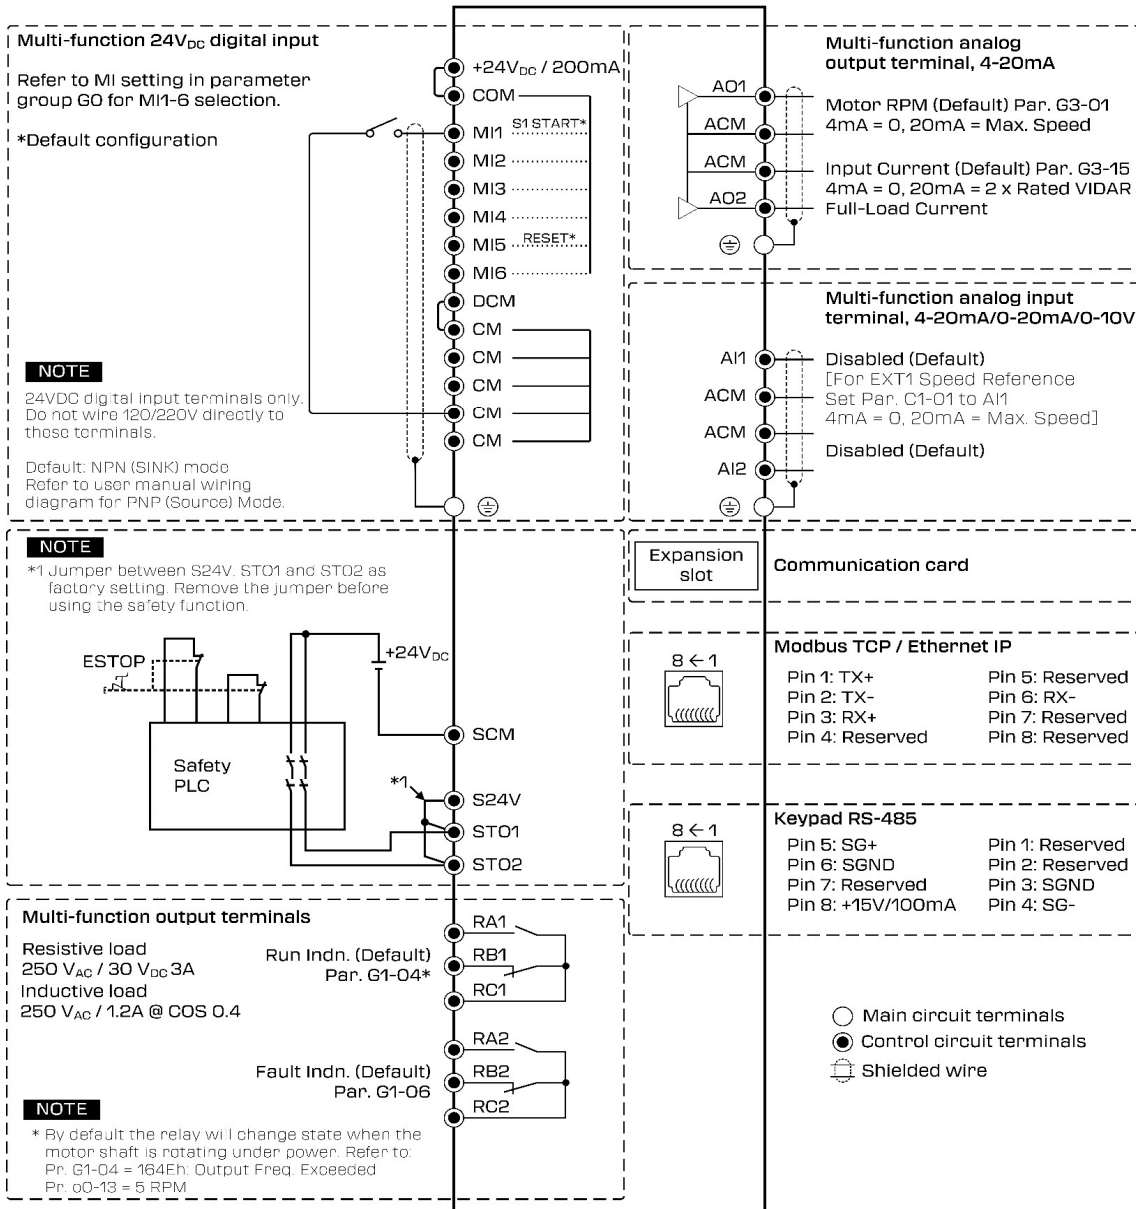 Multi-function 24VDC digital input
Refer to MI setting in parameter
group G0 for MI1-6 selection.
*Default configuration
+24VDC / 200mA
COM
MI1
S1 START*
MI2
MI3
MI4
MI5
RESET*
MI6
DCM
CM
CM
CM
CM
CM
NOTE
24VDC digital input terminals only.
Do not wire 120/220V directly to
these terminals.
Default: NPN (SINK) mode
Refer to user manual wiring
diagram for PNP (Source) Mode.
NOTE
*1 Jumper between S24V, STO1 and STO2 as
factory setting. Remove the jumper before
using the safety function.
ESTOP
+24VDC
Safety
PLC
*1
SCM
S24V
STO1
STO2
Multi-function output terminals
Resistive load
250 VAC / 30 VDC 3A
Inductive load
250 VAC / 1.2A @ COS 0.4
Run Indn. (Default)
Par. G1-04*
RA1
RB1
RC1
Fault Indn. (Default)
Par. G1-06
RA2
RB2
RC2
NOTE
* By default the relay will change state when the
motor shaft is rotating under power. Refer to:
Pr. G1-04 = 164Eh: Output Freq. Exceeded
Pr. o0-13 = 5 RPM
Multi-function analog
output terminal, 4-20mA
AO1
ACM
ACM
AO2
Motor RPM (Default) Par. G3-01
4mA = 0, 20mA = Max. Speed
Input Current (Default) Par. G3-15
4mA = 0, 20mA = 2 x Rated VIDAR
Full-Load Current
Multi-function analog input
terminal, 4-20mA/0-20mA/0-10V
AI1
ACM
ACM
AI2
Disabled (Default)
[For EXT1 Speed Reference
Set Par. C1-01 to AI1
4mA = 0, 20mA = Max. Speed]
Disabled (Default)
Expansion
slot
Communication card
Modbus TCP / Ethernet IP
8 ← 1
Pin 1: TX+
Pin 2: TX-
Pin 3: RX+
Pin 4: Reserved
Pin 5: Reserved
Pin 6: RX-
Pin 7: Reserved
Pin 8: Reserved
Keypad RS-485
8 ← 1
Pin 5: SG+
Pin 6: SGND
Pin 7: Reserved
Pin 8: +15V/100mA
Pin 1: Reserved
Pin 2: Reserved
Pin 3: SGND
Pin 4: SG-
Main circuit terminals
Control circuit terminals
Shielded wire